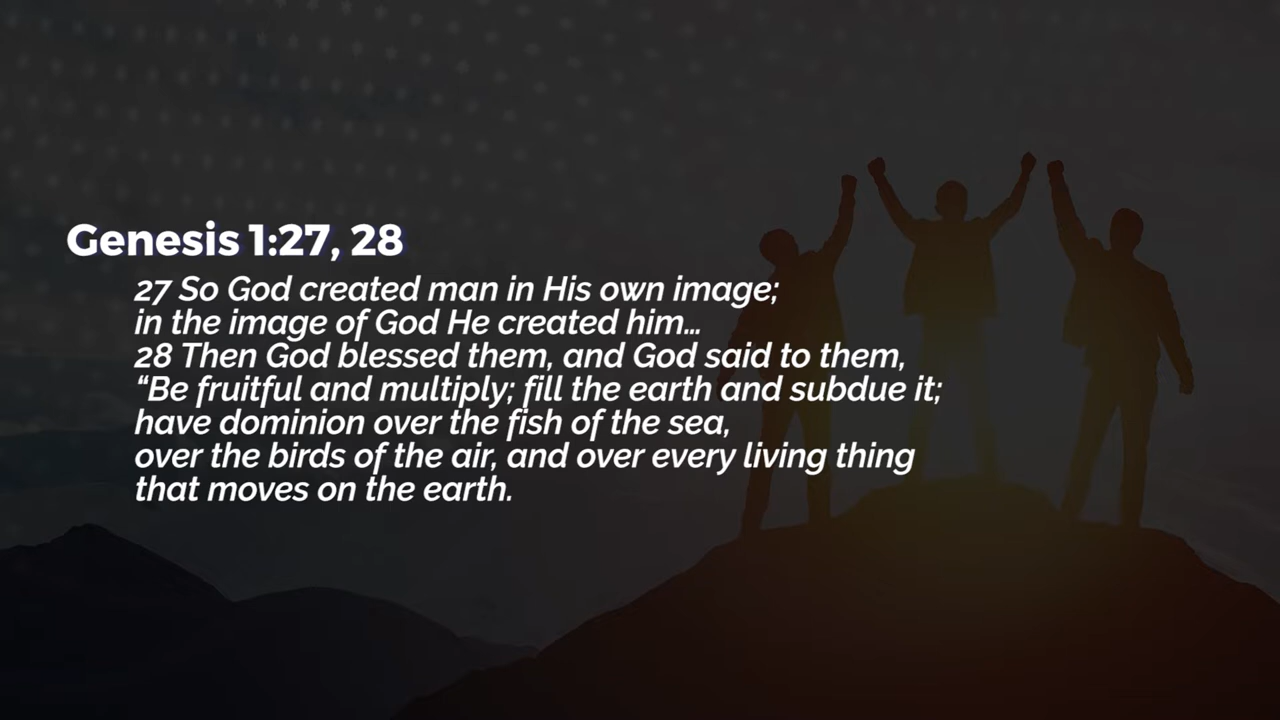 Genesis 1:27, 28
27 So God created man in His own image;
in the image of God He created him...
28 Then God blessed them, and God said to them,
“Be fruitful and multiply; fill the earth and subdue it;
have dominion over the fish of the sea,
over the birds of the air, and over every living thing
that moves on the earth.